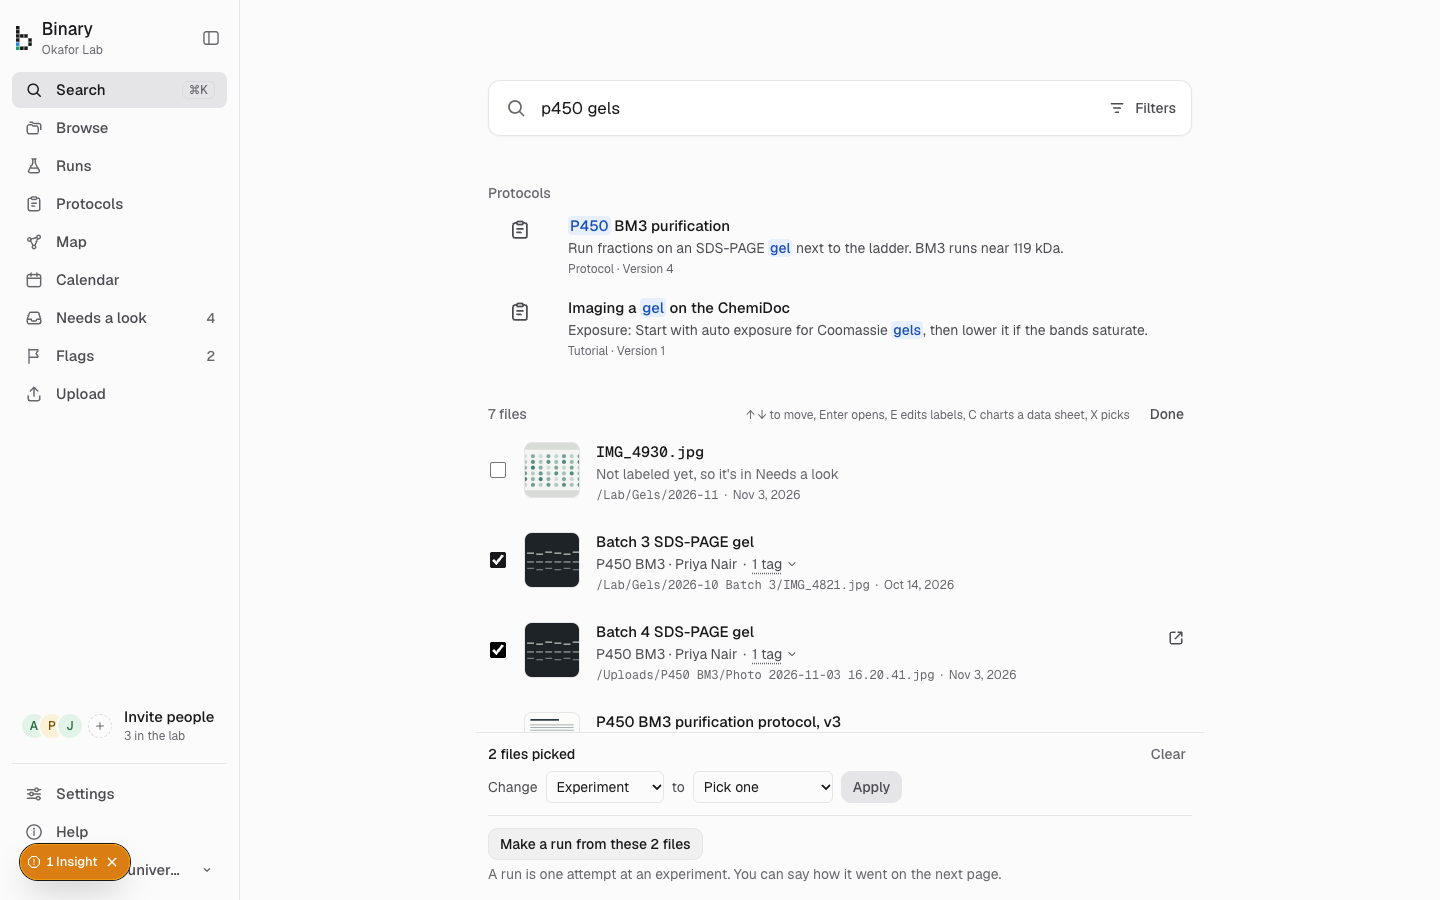 Binary
Okafor Lab
Search ⌘K
Browse
Runs
Protocols
Map
Calendar
Needs a look 4
Flags 2
Upload
A P J +
Invite people
3 in the lab
Settings
Help
1 Insight
univer...
p450 gels
Filters
Protocols
P450 BM3 purification
Run fractions on an SDS-PAGE gel next to the ladder. BM3 runs near 119 kDa.
Protocol · Version 4
Imaging a gel on the ChemiDoc
Exposure: Start with auto exposure for Coomassie gels, then lower it if the bands saturate.
Tutorial · Version 1
7 files
↑↓ to move, Enter opens, E edits labels, C charts a data sheet, X picks
Done
IMG_4930.jpg
Not labeled yet, so it's in Needs a look
/Lab/Gels/2026-11 · Nov 3, 2026
Batch 3 SDS-PAGE gel
P450 BM3 · Priya Nair · 1 tag
/Lab/Gels/2026-10 Batch 3/IMG_4821.jpg · Oct 14, 2026
Batch 4 SDS-PAGE gel
P450 BM3 · Priya Nair · 1 tag
/Uploads/P450 BM3/Photo 2026-11-03 16.20.41.jpg · Nov 3, 2026
P450 BM3 purification protocol, v3
2 files picked
Clear
Change Experiment to Pick one Apply
Make a run from these 2 files
A run is one attempt at an experiment. You can say how it went on the next page.